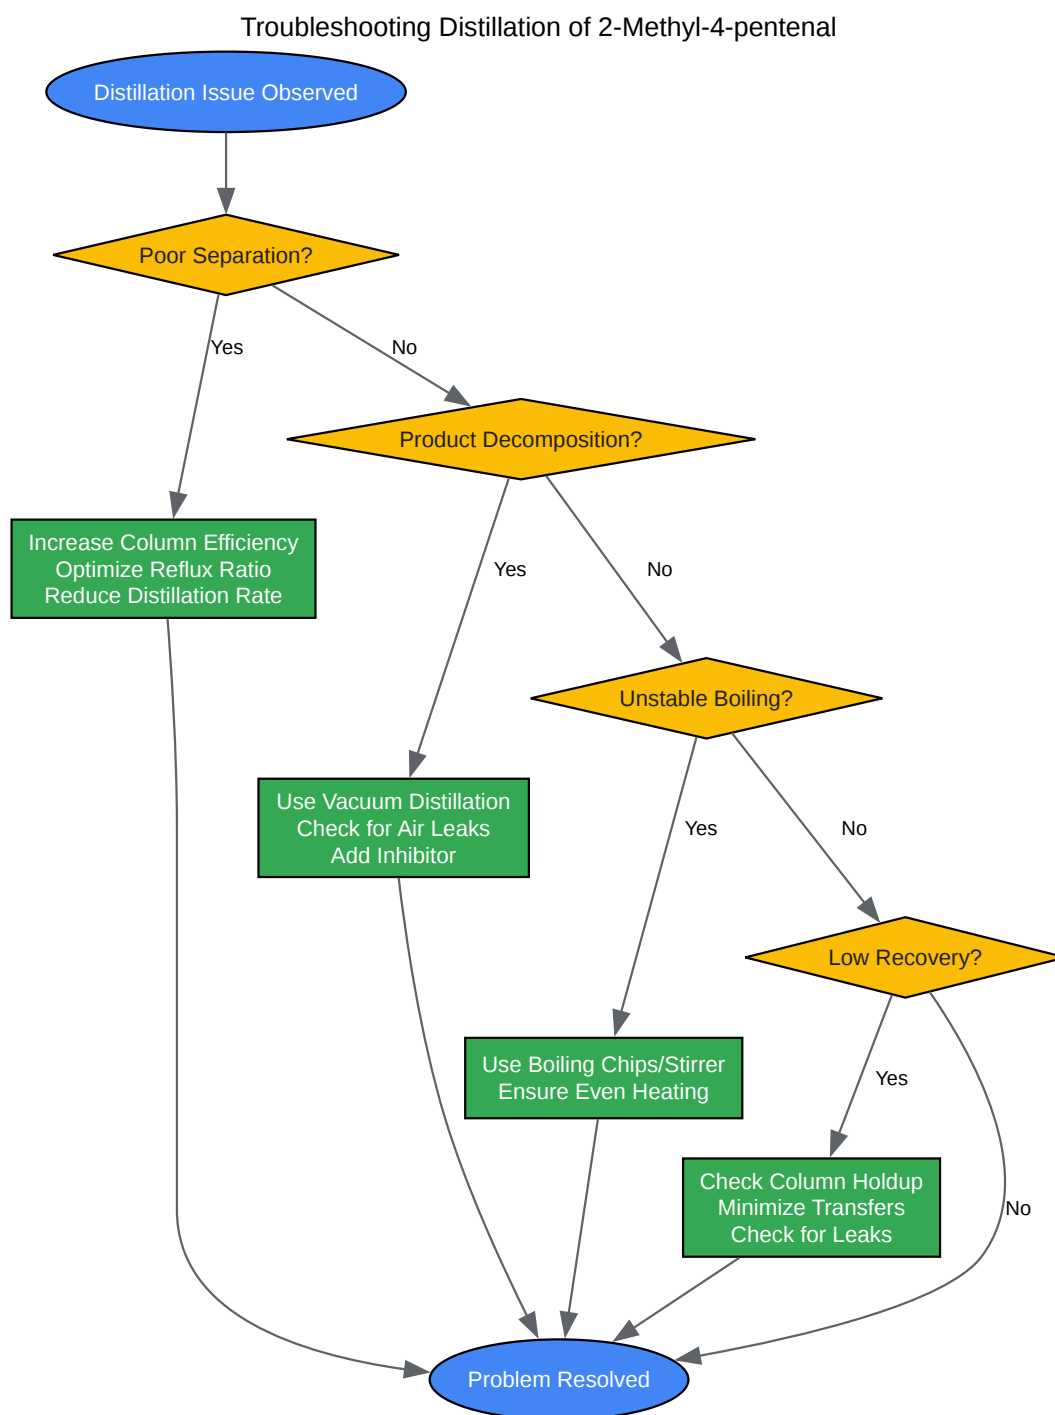 Troubleshooting Distillation of 2-Methyl-4-pentenal
Distillation Issue Observed
Poor Separation?
Yes
No
Product Decomposition?
Increase Column Efficiency
Optimize Reflux Ratio
Reduce Distillation Rate
Yes
No
Unstable Boiling?
Use Vacuum Distillation
Check for Air Leaks
Add Inhibitor
Yes
No
Low Recovery?
Use Boiling Chips/Stirrer
Ensure Even Heating
Yes
Check Column Holdup
Minimize Transfers
Check for Leaks
No
Problem Resolved